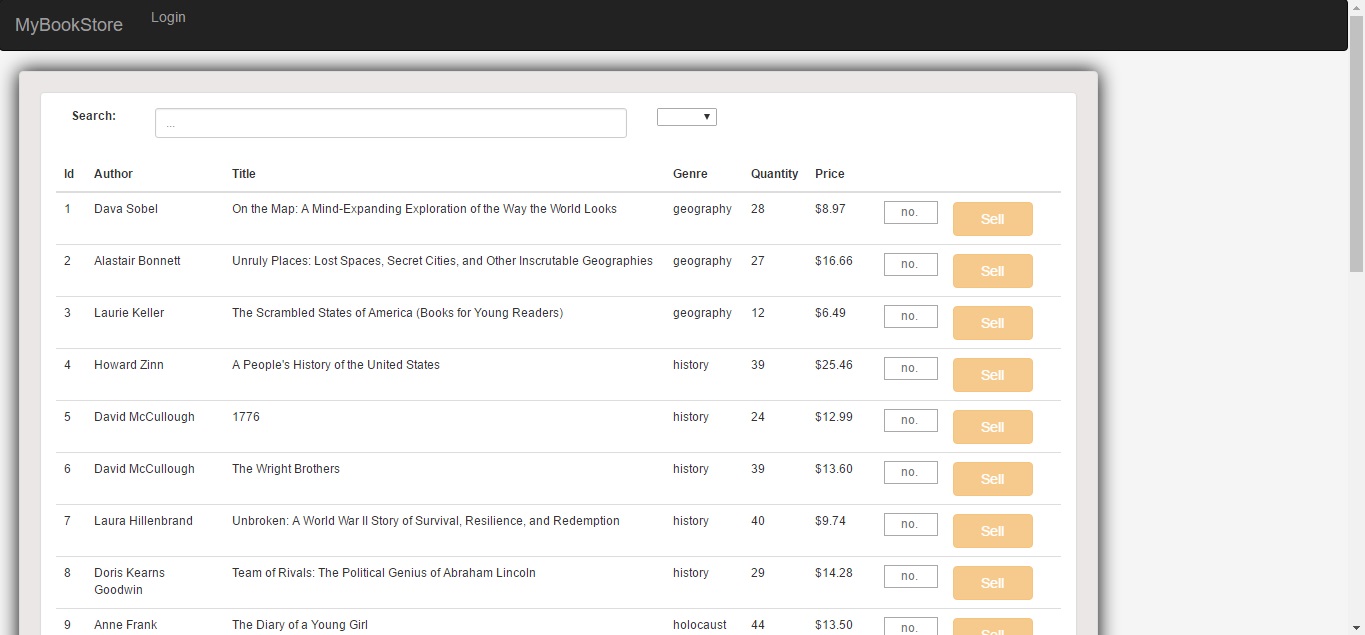 MyBookStore Login
Search: ...
Id Author Title Genre Quantity Price
1 Dava Sobel On the Map: A Mind-Expanding Exploration of the Way the World Looks geography 28 $8.97 no. Sell
2 Alastair Bonnett Unruly Places: Lost Spaces, Secret Cities, and Other Inscrutable Geographies geography 27 $16.66 no. Sell
3 Laurie Keller The Scrambled States of America (Books for Young Readers) geography 12 $6.49 no. Sell
4 Howard Zinn A People's History of the United States history 39 $25.46 no. Sell
5 David McCullough 1776 history 24 $12.99 no. Sell
6 David McCullough The Wright Brothers history 39 $13.60 no. Sell
7 Laura Hillenbrand Unbroken: A World War II Story of Survival, Resilience, and Redemption history 40 $9.74 no. Sell
8 Doris Kearns Team of Rivals: The Political Genius of Abraham Lincoln history 29 $14.28 no. Sell
Goodwin
9 Anne Frank The Diary of a Young Girl holocaust 44 $13.50 no. Sell